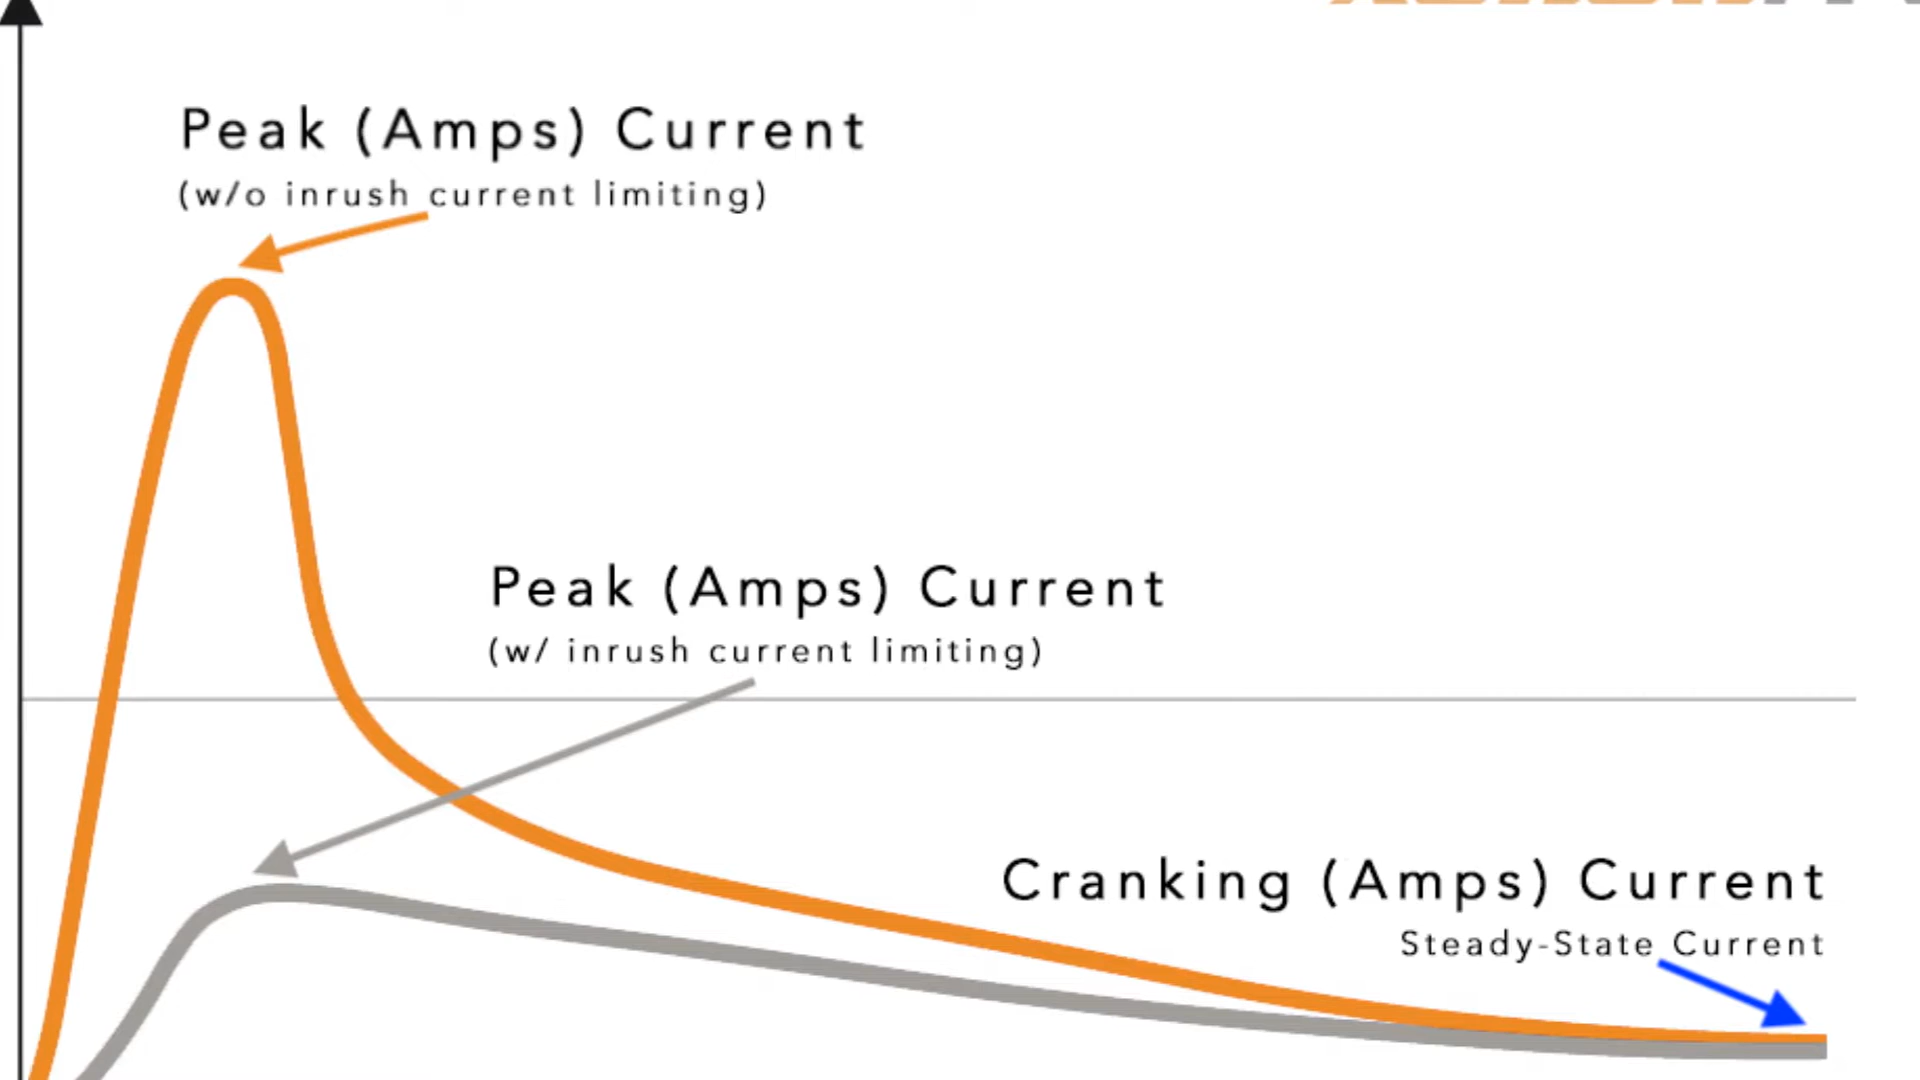 Peak (Amps) Current
(w/o inrush current limiting)
Peak (Amps) Current
(w/ inrush current limiting)
Cranking (Amps) Current
Steady-State Current